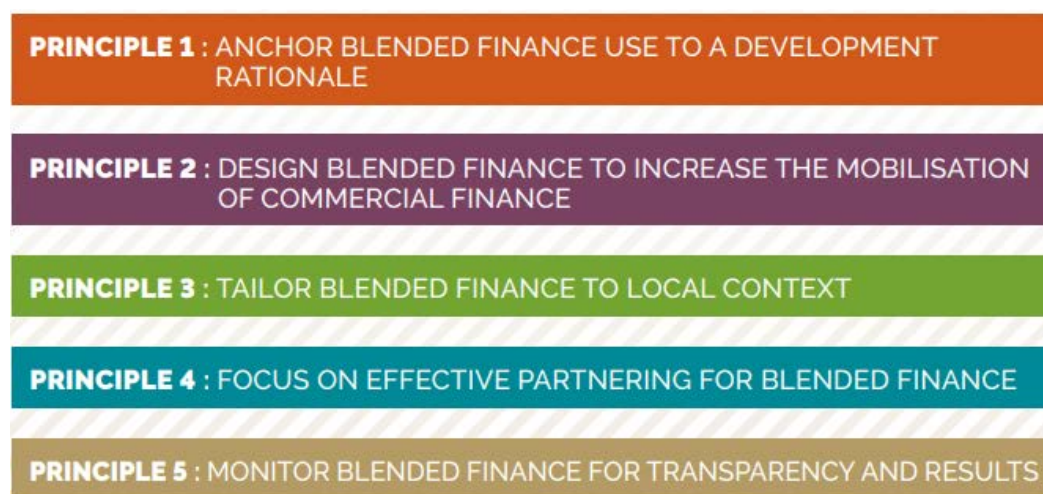 PRINCIPLE 1 : ANCHOR BLENDED FINANCE USE TO A DEVELOPMENT
RATIONALE
PRINCIPLE 2 : DESIGN BLENDED FINANCE TO INCREASE THE MOBILISATION
OF COMMERCIAL FINANCE
PRINCIPLE 3 : TAILOR BLENDED FINANCE TO LOCAL CONTEXT
PRINCIPLE 4 : FOCUS ON EFFECTIVE PARTNERING FOR BLENDED FINANCE
PRINCIPLE 5 : MONITOR BLENDED FINANCE FOR TRANSPARENCY AND RESULTS